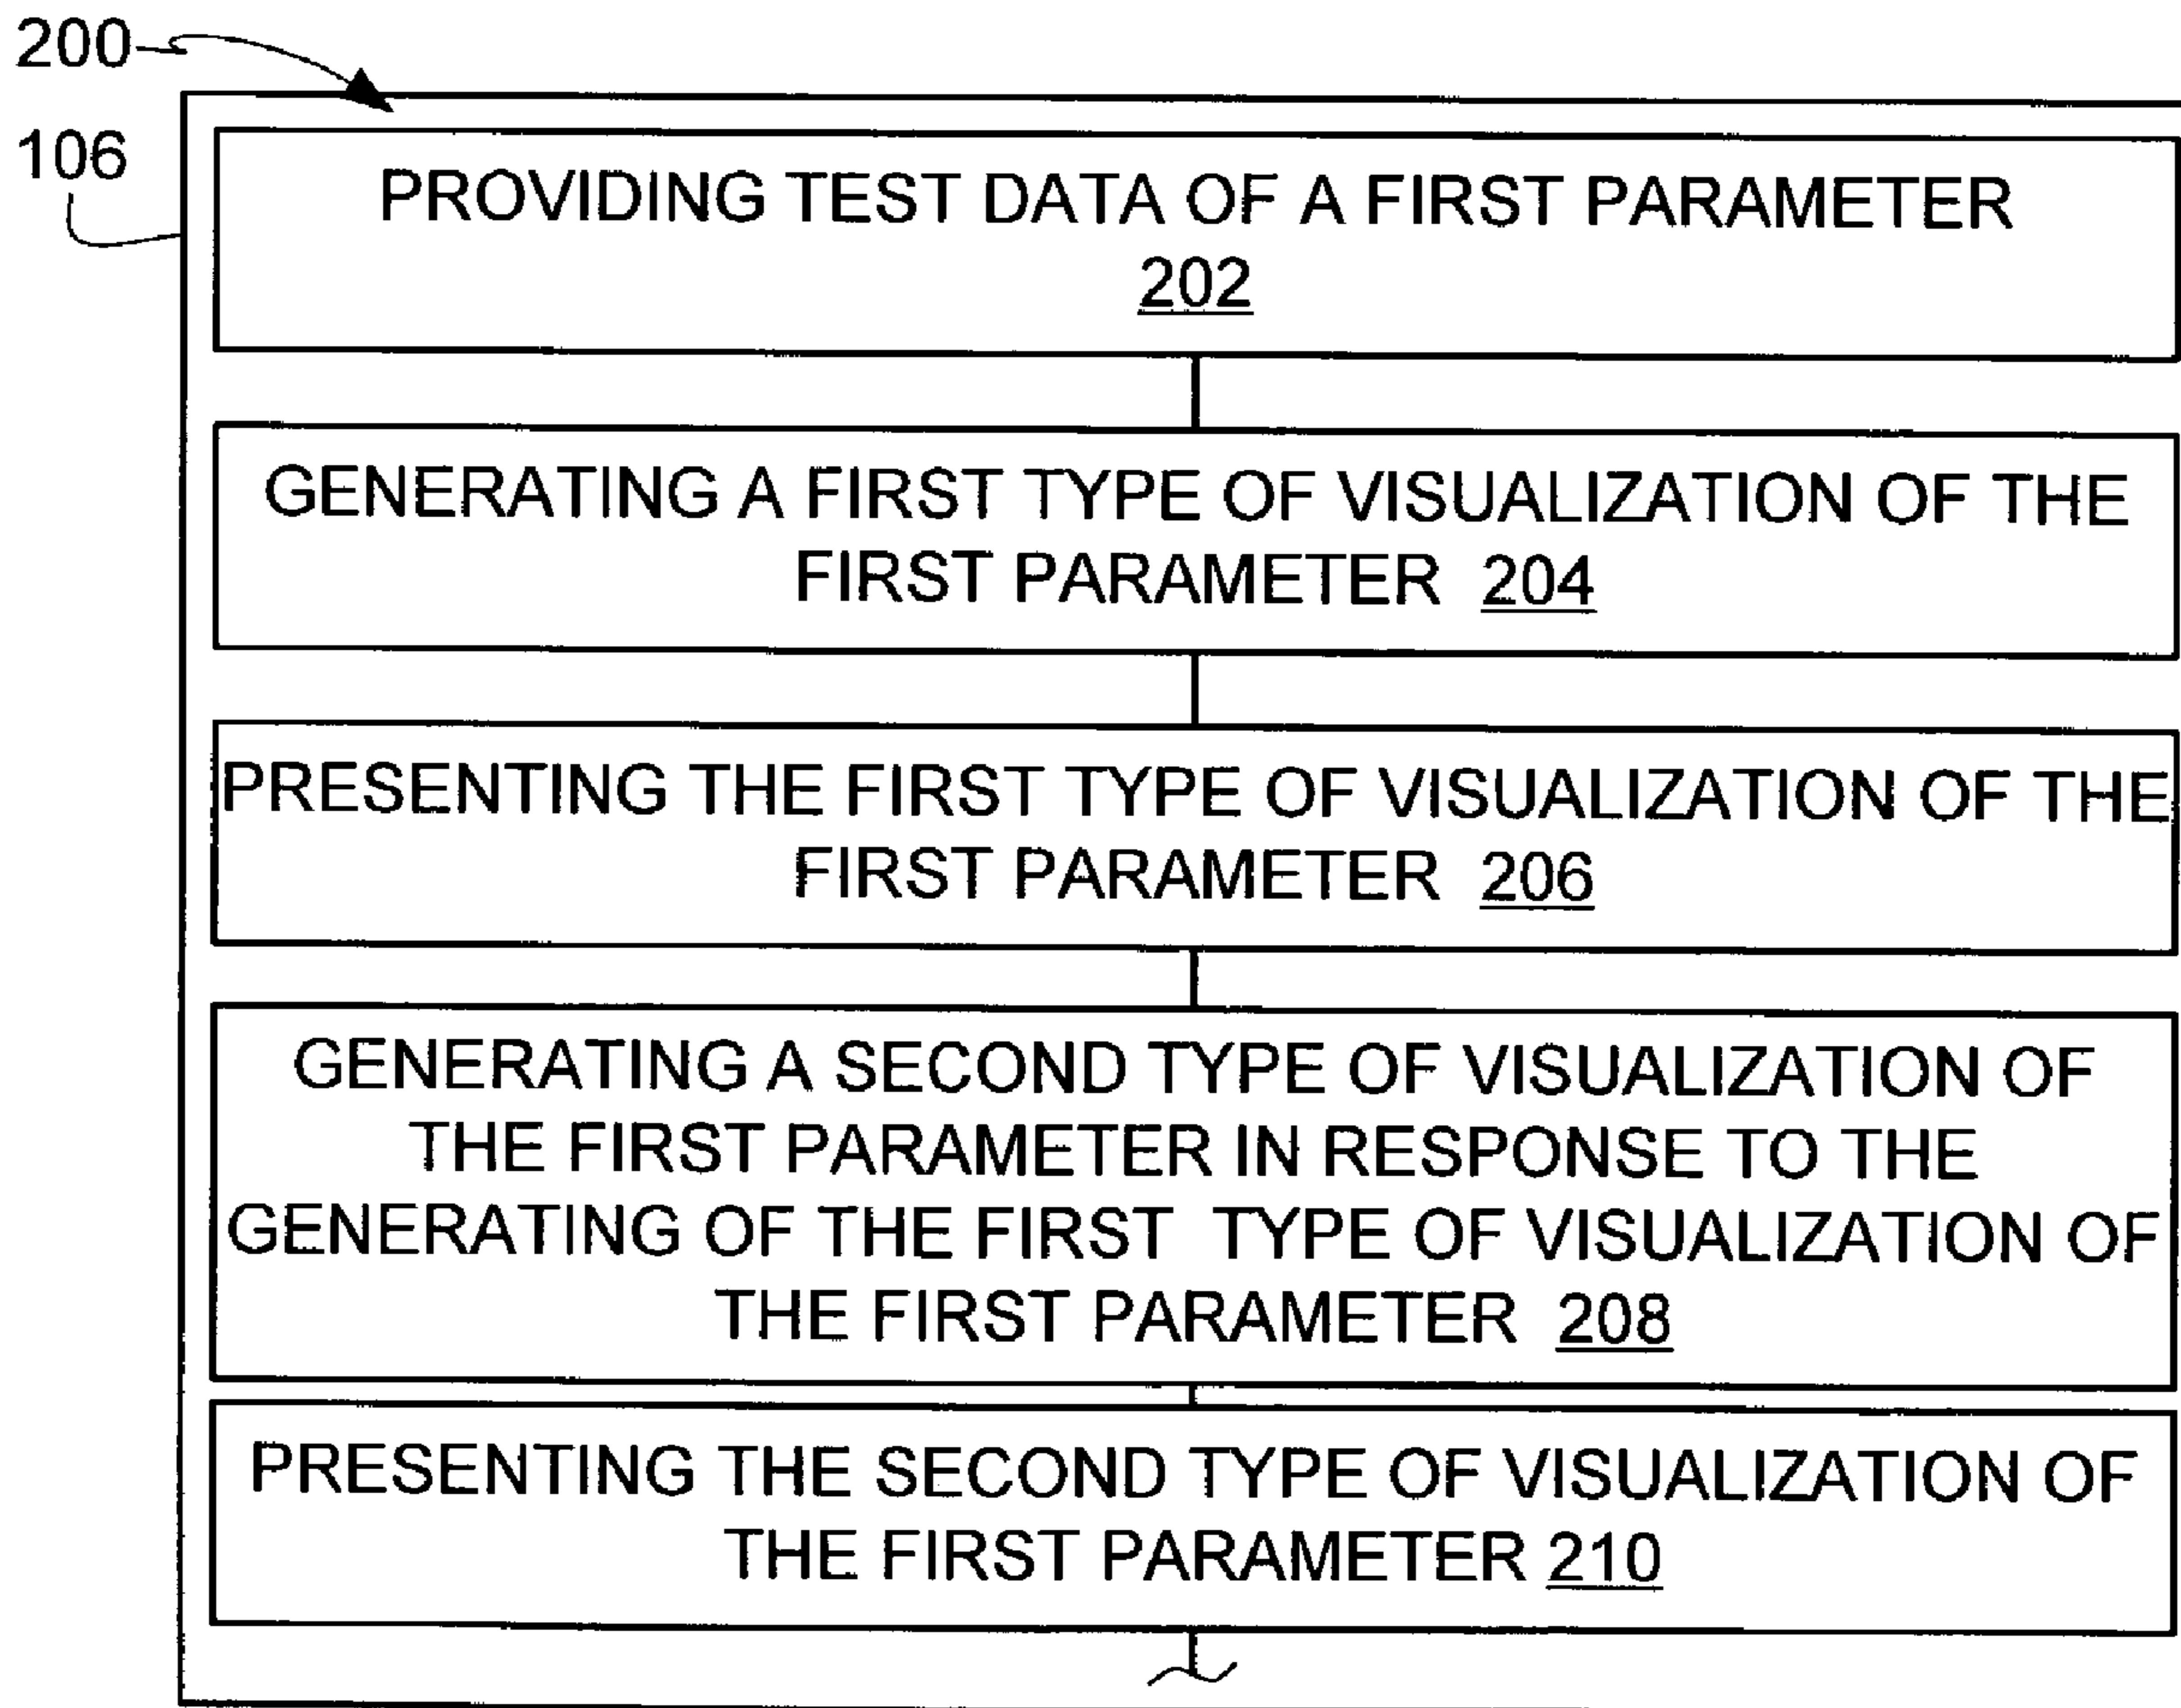 200
106
PROVIDING TEST DATA OF A FIRST PARAMETER
202
GENERATING A FIRST TYPE OF VISUALIZATION OF THE
FIRST PARAMETER 204
PRESENTING THE FIRST TYPE OF VISUALIZATION OF THE
FIRST PARAMETER 206
GENERATING A SECOND TYPE OF VISUALIZATION OF
THE FIRST PARAMETER IN RESPONSE TO THE
GENERATING OF THE FIRST TYPE OF VISUALIZATION OF
THE FIRST PARAMETER 208
PRESENTING THE SECOND TYPE OF VISUALIZATION OF
THE FIRST PARAMETER 210